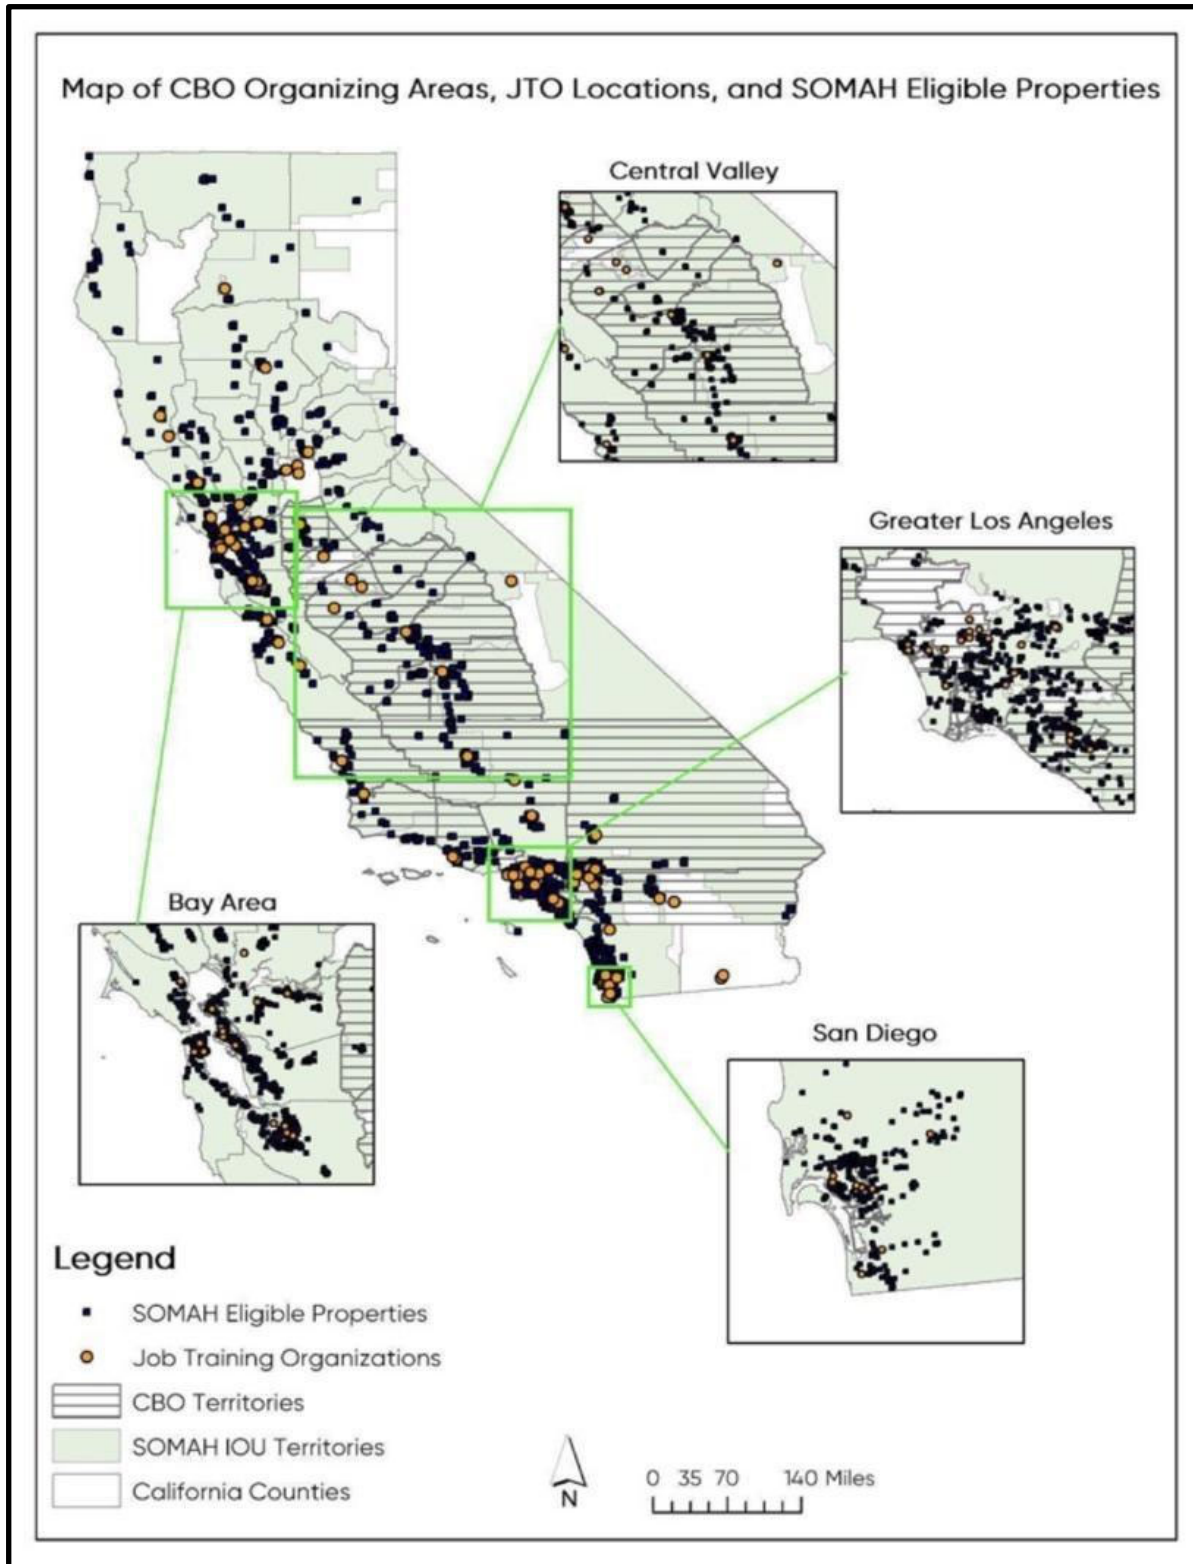 Map of CBO Organizing Areas, JTO Locations, and SOMAH Eligible Properties
Central Valley
Greater Los Angeles
Bay Area
San Diego
Legend
SOMAH Eligible Properties
Job Training Organizations
CBO Territories
SOMAH IOU Territories
California Counties
N
0 35 70 140 Miles